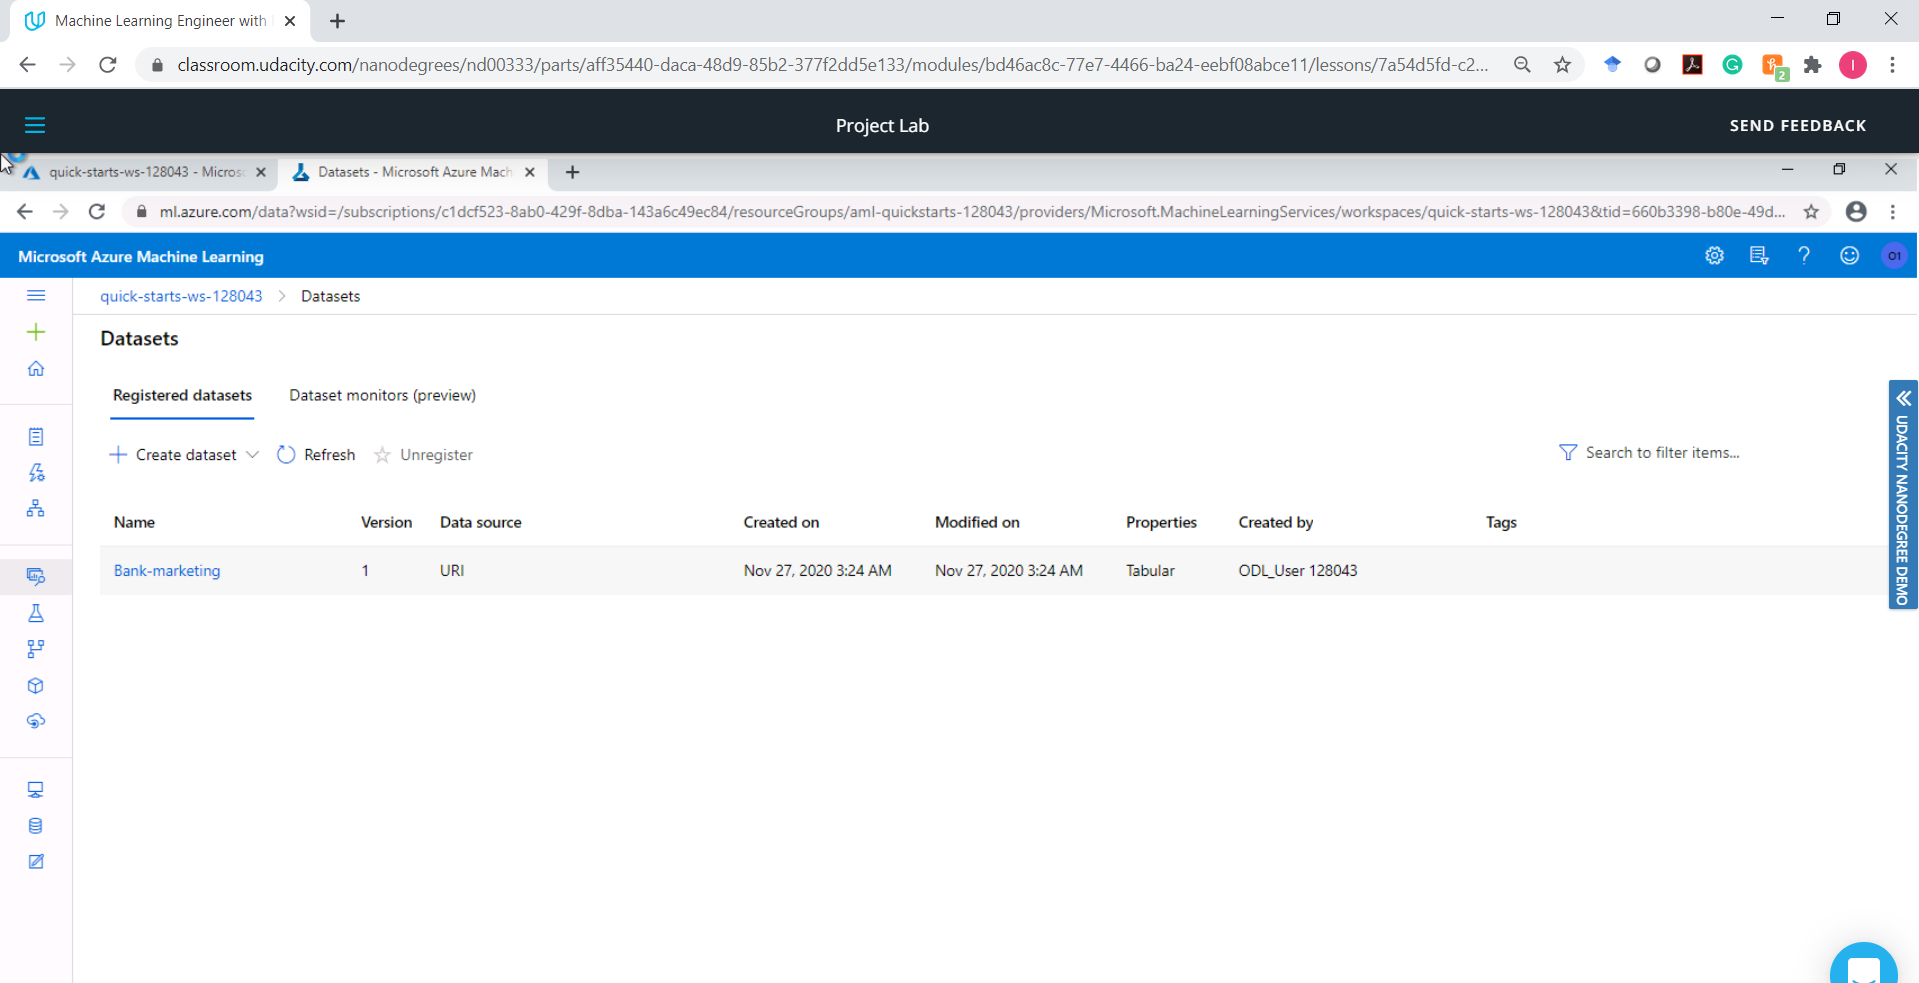 Machine Learning Engineer with
classroom.udacity.com/nanodegrees/nd00333/parts/aff35440-daca-48d9-85b2-377f2dd5e133/modules/bd46ac8c-77e7-4466-ba24-eebf08abce11/lessons/7a54d5fd-c2...
2
I
Project Lab
SEND FEEDBACK
quick-starts-ws-128043 - Micros
Datasets - Microsoft Azure Mach
ml.azure.com/data?wsid=/subscriptions/c1dcf523-8ab0-429f-8dba-143a6c49ec84/resourceGroups/aml-quickstarts-128043/providers/Microsoft.MachineLearningServices/workspaces/quick-starts-ws-128043&tid=660b3398-b80e-49d...
Microsoft Azure Machine Learning
O1
quick-starts-ws-128043 > Datasets
Datasets
Registered datasets
Dataset monitors (preview)
Create dataset
Refresh
Unregister
Search to filter items...
Name Version Data source Created on Modified on Properties Created by Tags
Bank-marketing 1 URI Nov 27, 2020 3:24 AM Nov 27, 2020 3:24 AM Tabular ODL_User 128043
UDACITY NANODEGREE DEMO